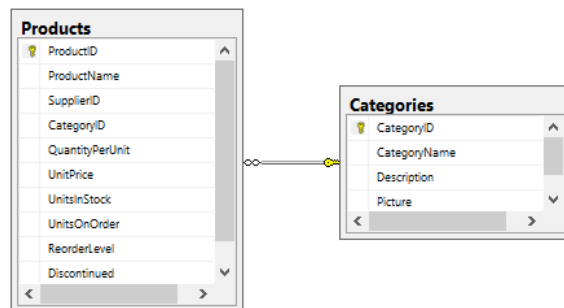 Products
ProductID
ProductName
SupplierID
CategoryID
QuantityPerUnit
UnitPrice
UnitsInStock
UnitsOnOrder
ReorderLevel
Discontinued
Categories
CategoryID
CategoryName
Description
Picture